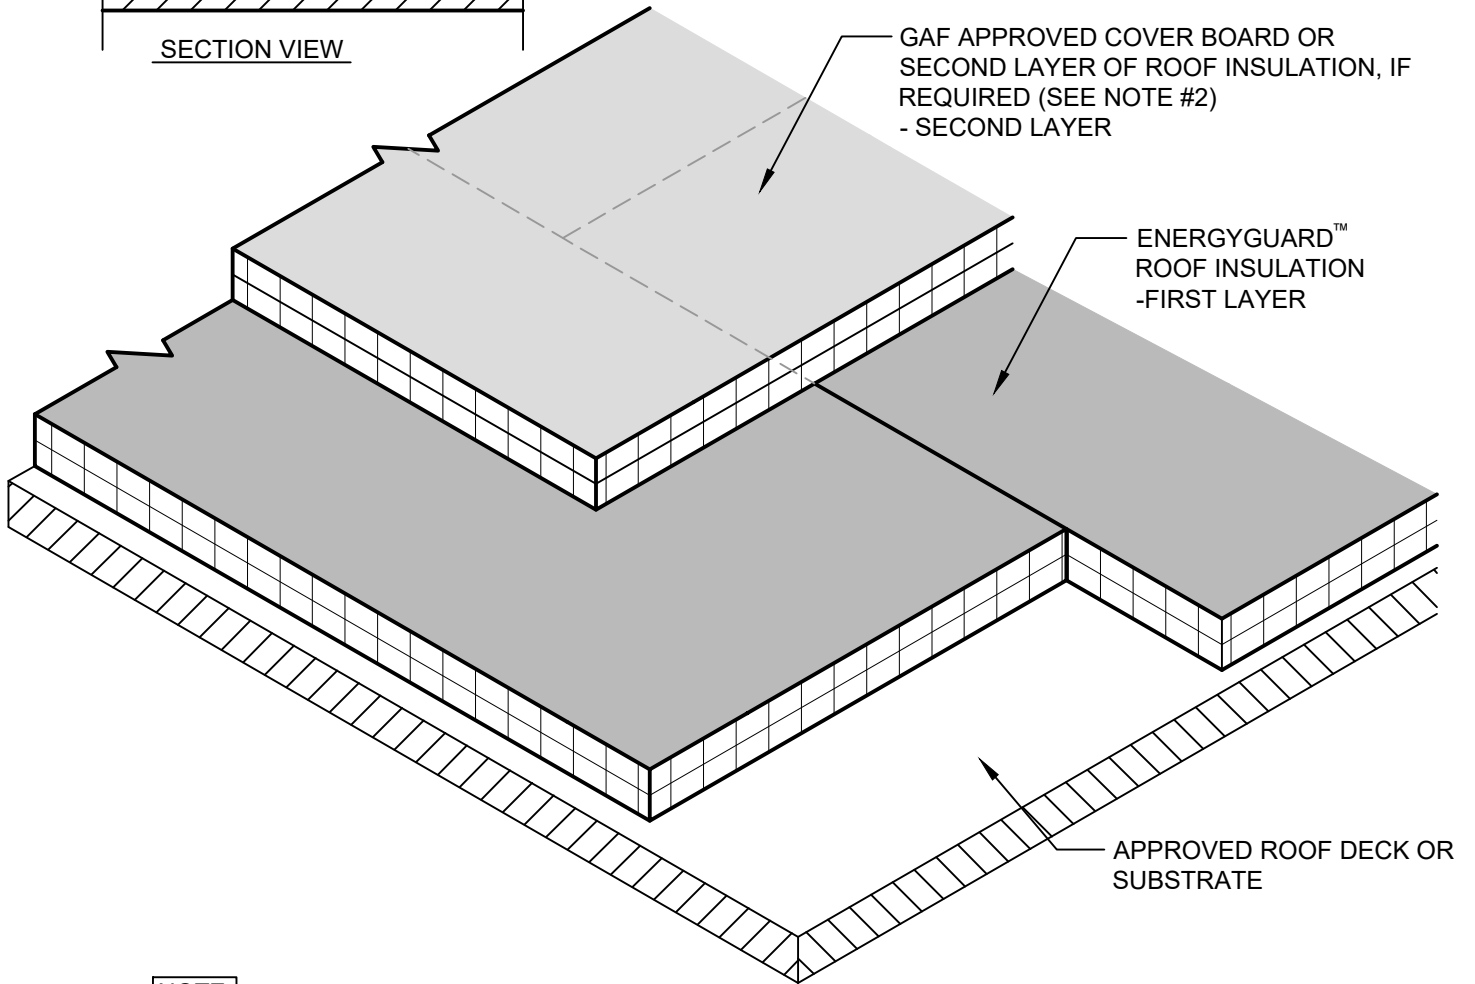 SECTION VIEW
GAF APPROVED COVER BOARD OR
SECOND LAYER OF ROOF INSULATION, IF
REQUIRED (SEE NOTE #2)
- SECOND LAYER
ENERGYGUARD™
ROOF INSULATION
-FIRST LAYER
APPROVED ROOF DECK OR
SUBSTRATE